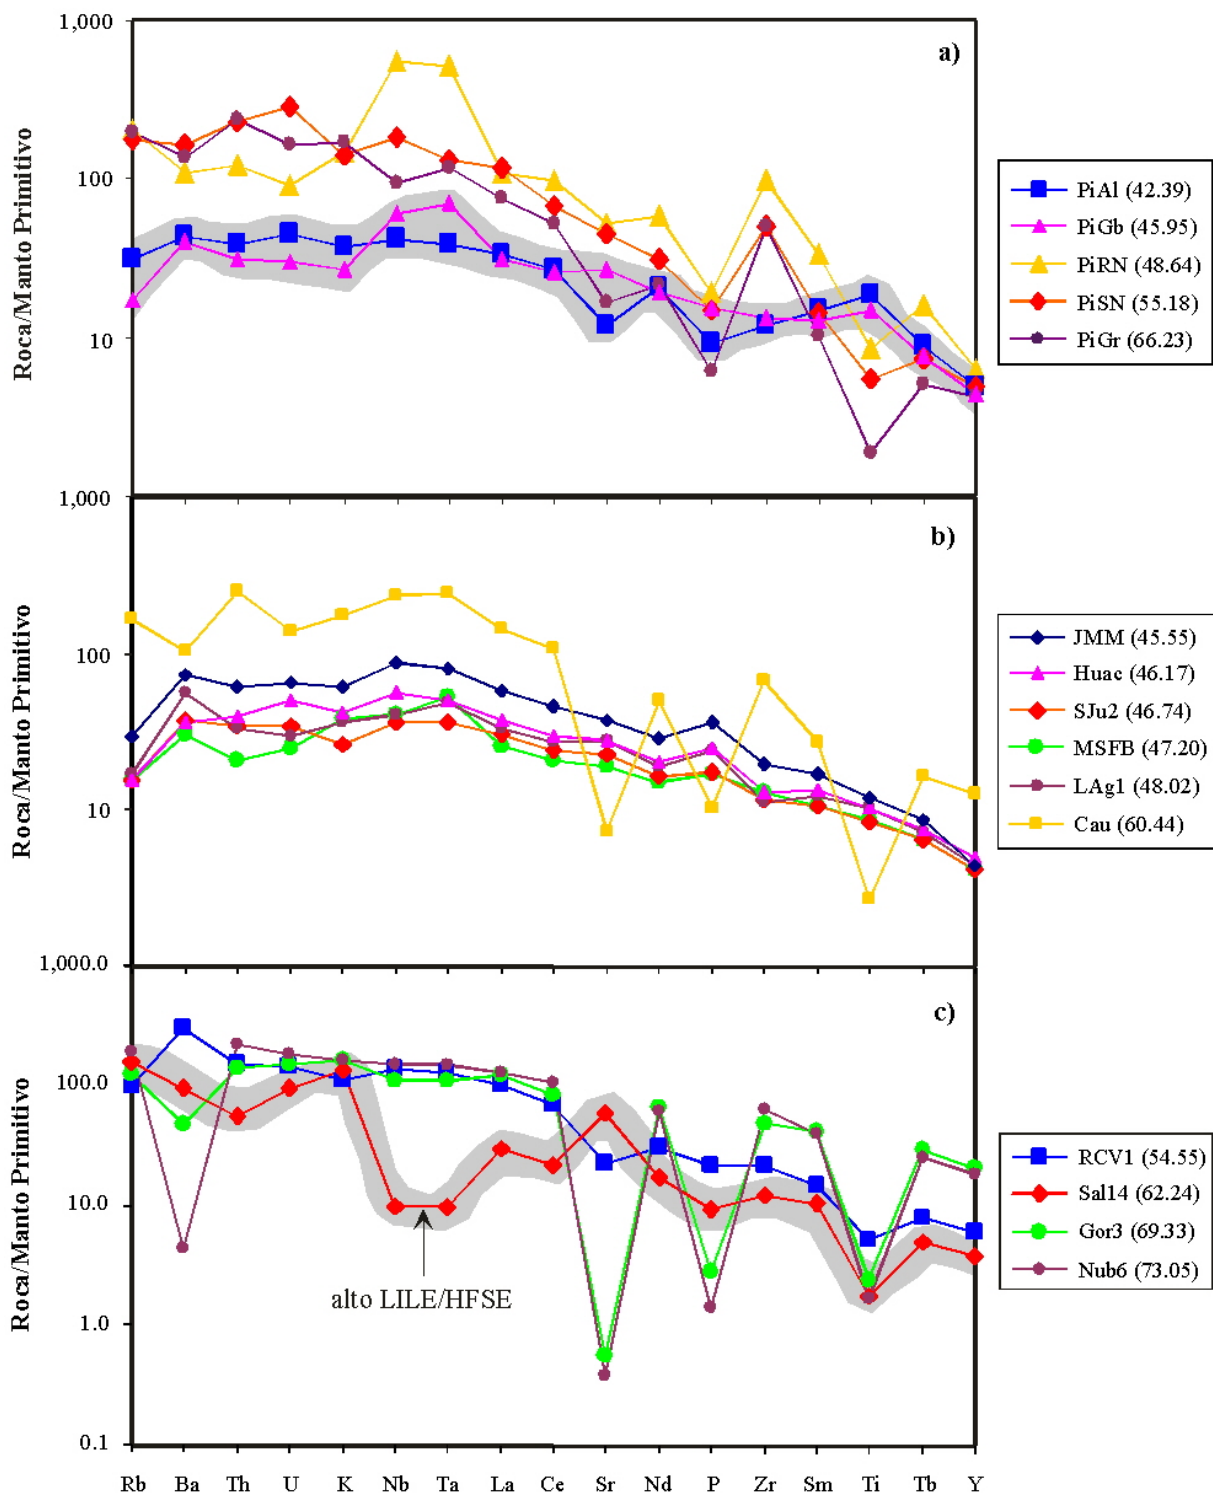 1,000
100
10
Roca/Manto Primitivo
a)
PiAl (42.39)
PiGb (45.95)
PiRN (48.64)
PiSN (55.18)
PiGr (66.23)
1,000
100
10
Roca/Manto Primitivo
b)
JMM (45.55)
Huac (46.17)
SJu2 (46.74)
MSFB (47.20)
LAg1 (48.02)
Cau (60.44)
1,000.0
100.0
10.0
1.0
0.1
Roca/Manto Primitivo
c)
alto LILE/HFSE
RCV1 (54.55)
Sal14 (62.24)
Gor3 (69.33)
Nub6 (73.05)
Rb Ba Th U K Nb Ta La Ce Sr Nd P Zr Sm Ti Tb Y